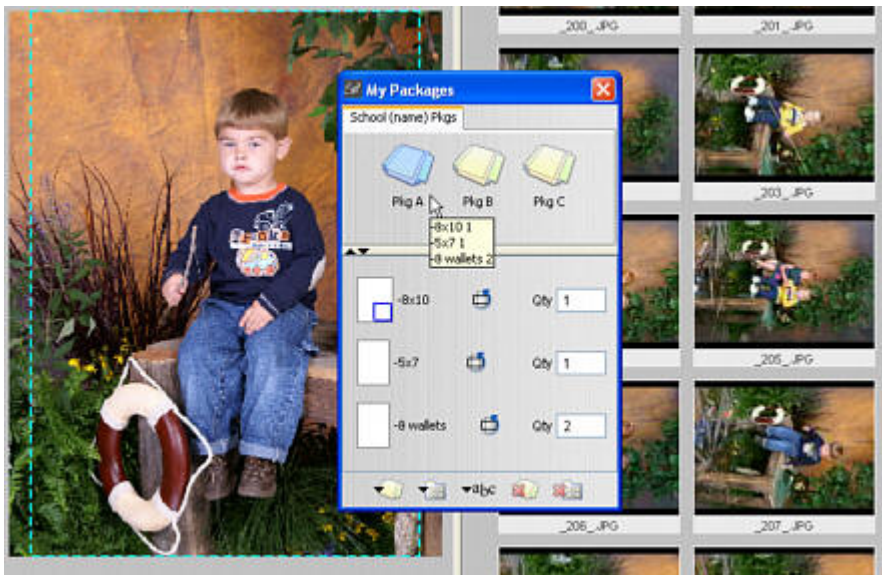 _200_.JPG
_201_.JPG
My Packages
School (name) Pkgs
Pkg A
Pkg B
Pkg C
-8x10 1
-5x7 1
-8 wallets 2
_203_.JPG
-8x10
Qty 1
-5x7
Qty 1
_205_.JPG
-8 wallets
Qty 2
abc
_206_.JPG
_207_.JPG